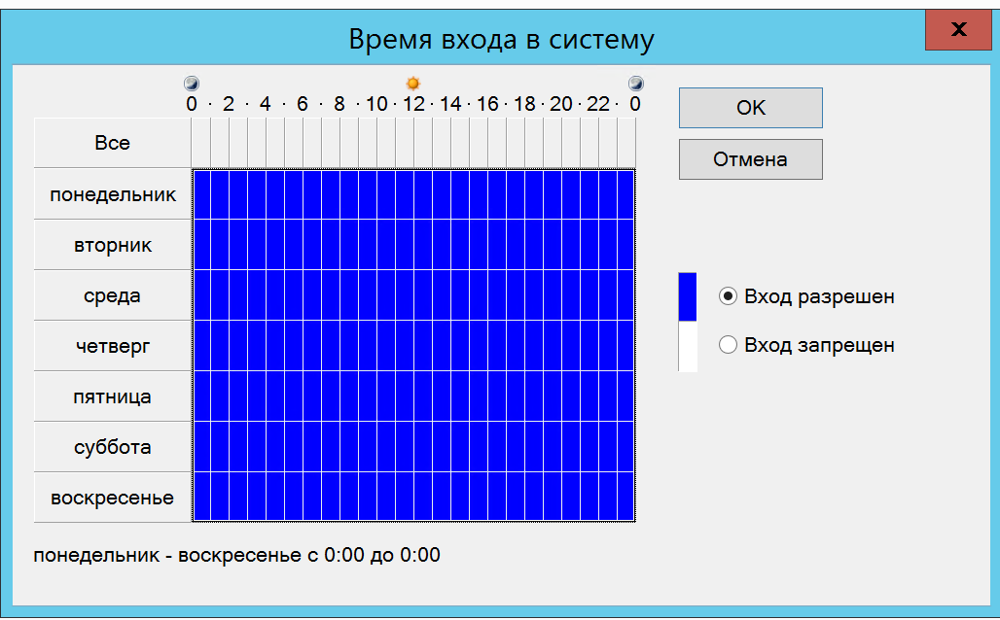 Время входа в систему
x
0 · 2 · 4 · 6 · 8 · 10 · 12 · 14 · 16 · 18 · 20 · 22 · 0
OK
Все
Отмена
понедельник
вторник
среда
Вход разрешен
четверг
Вход запрещен
пятница
суббота
воскресенье
понедельник - воскресенье с 0:00 до 0:00